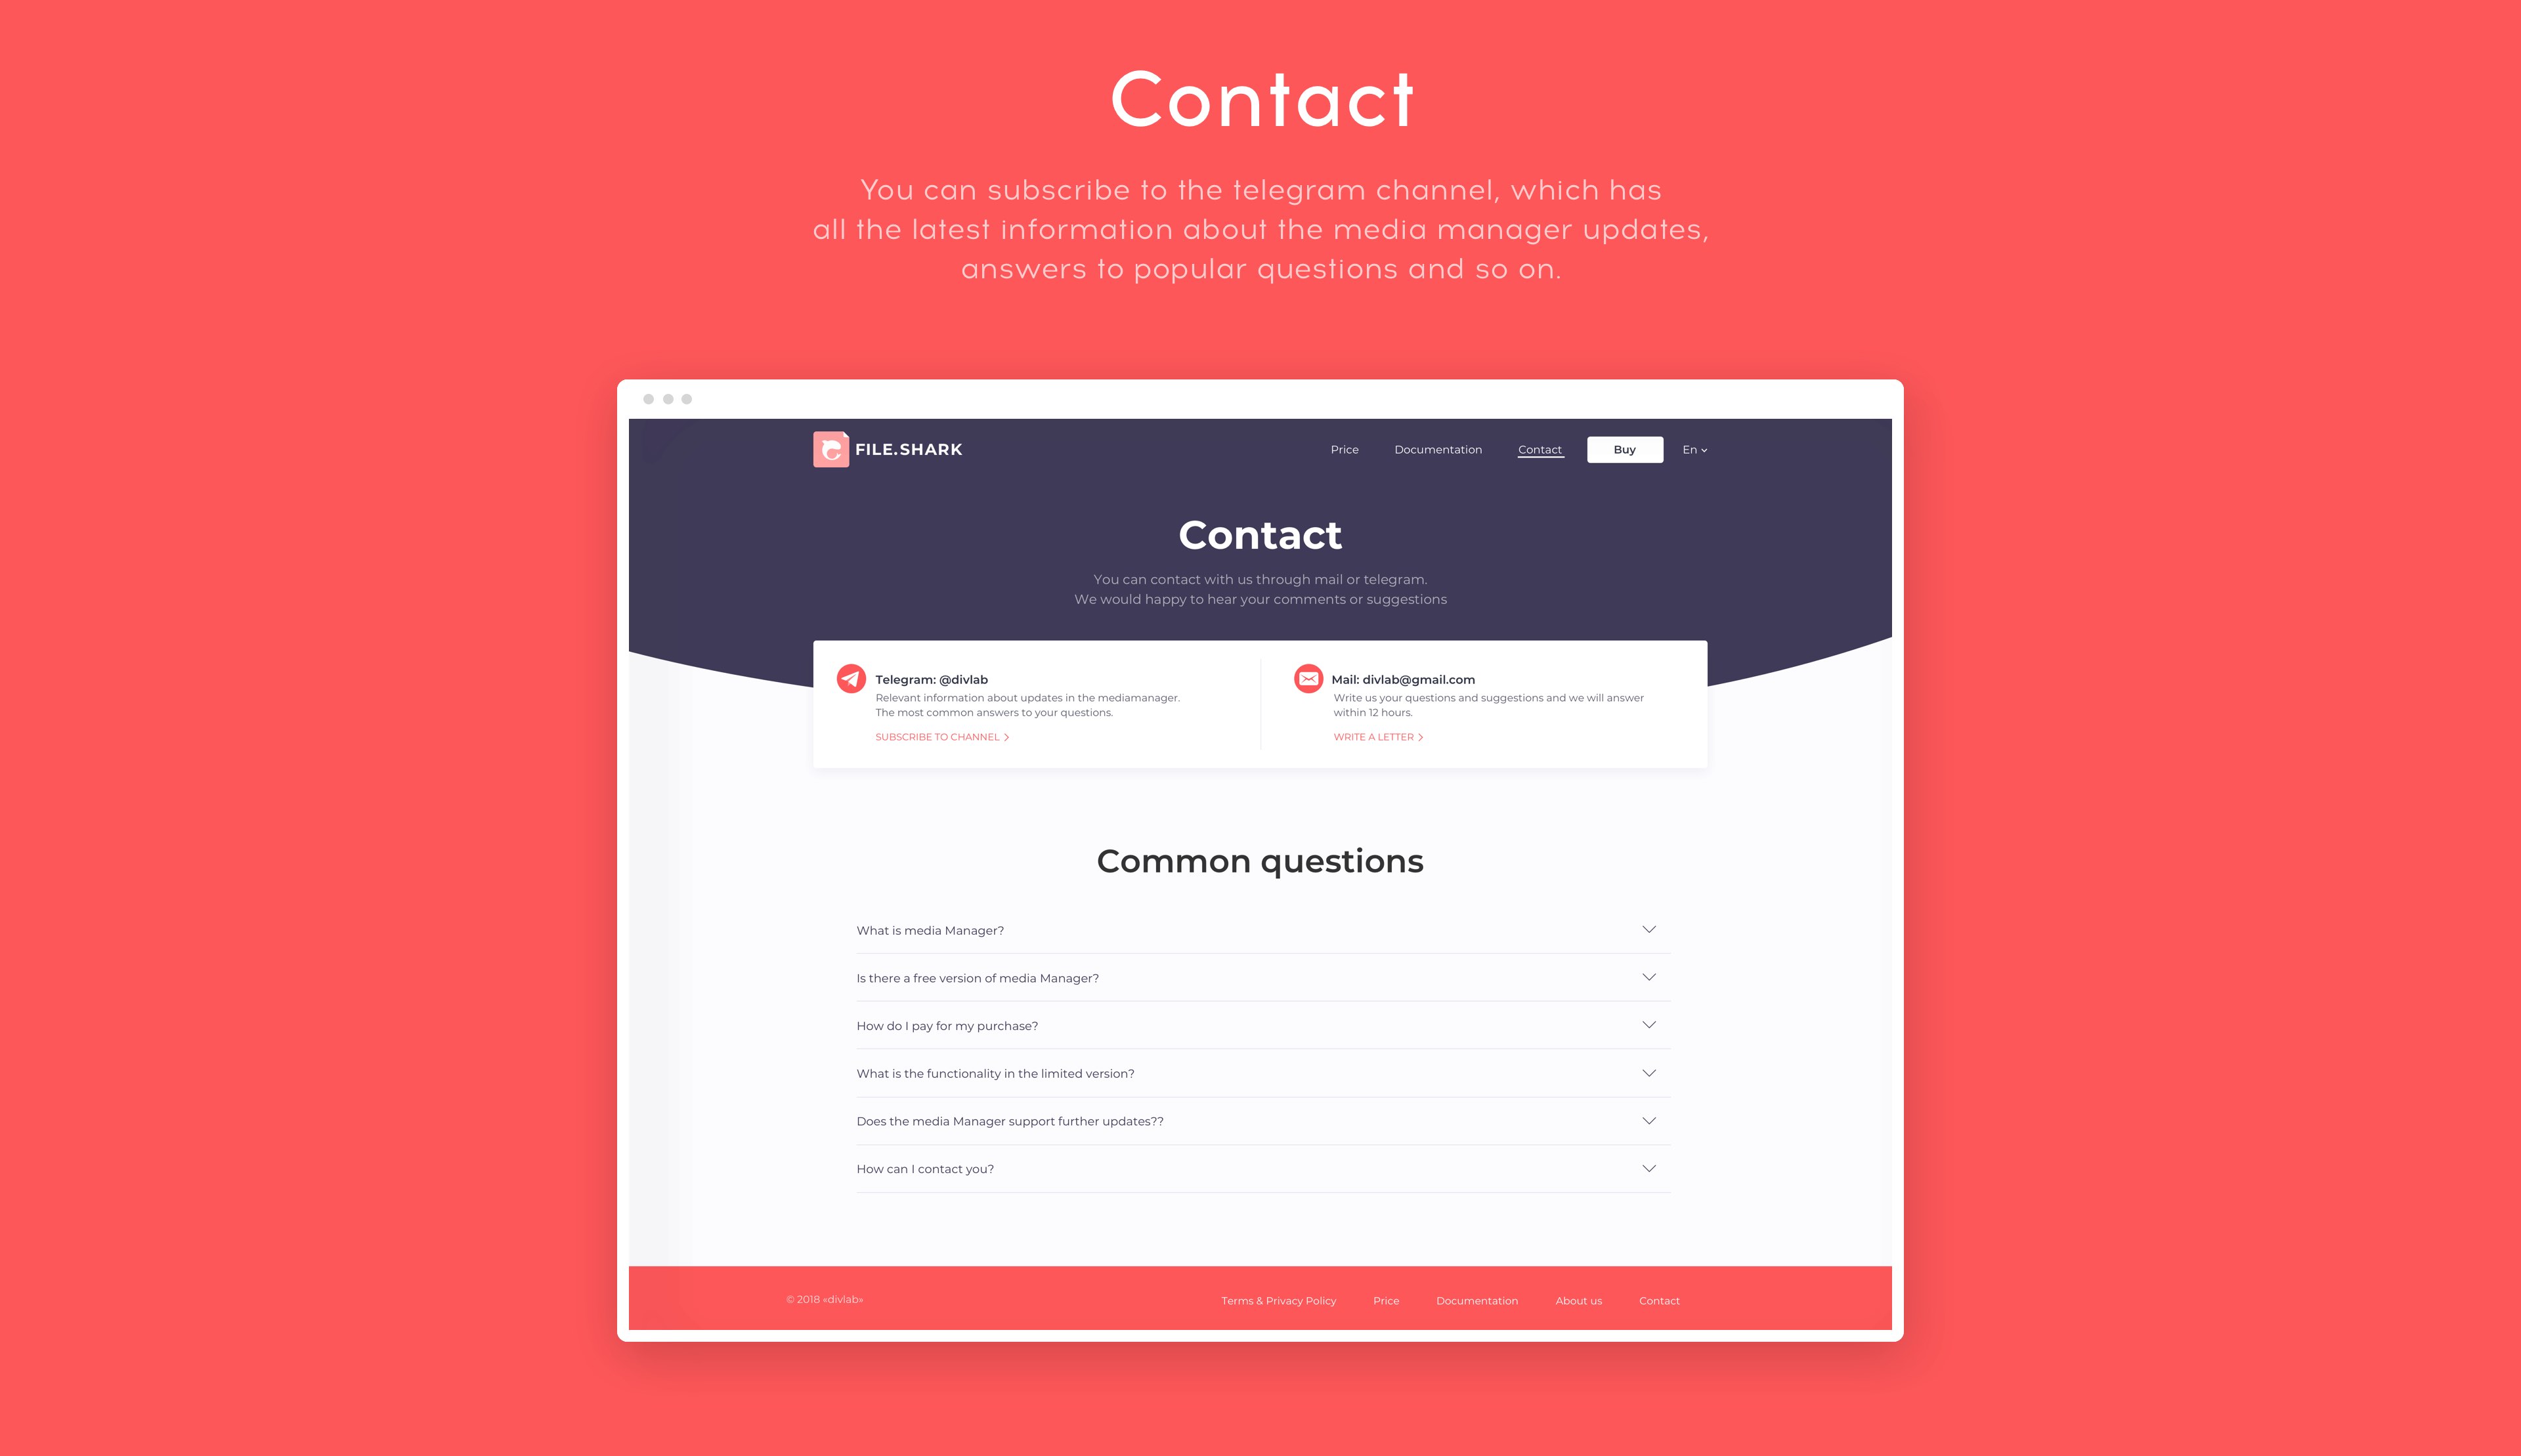 Contact
You can subscribe to the telegram channel, which has
all the latest information about the media manager updates,
answers to popular questions and so on.
FILE.SHARK
Price
Documentation
Contact
Buy
En
Contact
You can contact with us through mail or telegram.
We would happy to hear your comments or suggestions
Telegram: @divlab
Relevant information about updates in the mediamanager.
The most common answers to your questions.
SUBSCRIBE TO CHANNEL
Mail: divlab@gmail.com
Write us your questions and suggestions and we will answer
within 12 hours.
WRITE A LETTER
Common questions
What is media Manager?
Is there a free version of media Manager?
How do I pay for my purchase?
What is the functionality in the limited version?
Does the media Manager support further updates??
How can I contact you?
© 2018 «divlab»
Terms & Privacy Policy
Price
Documentation
About us
Contact